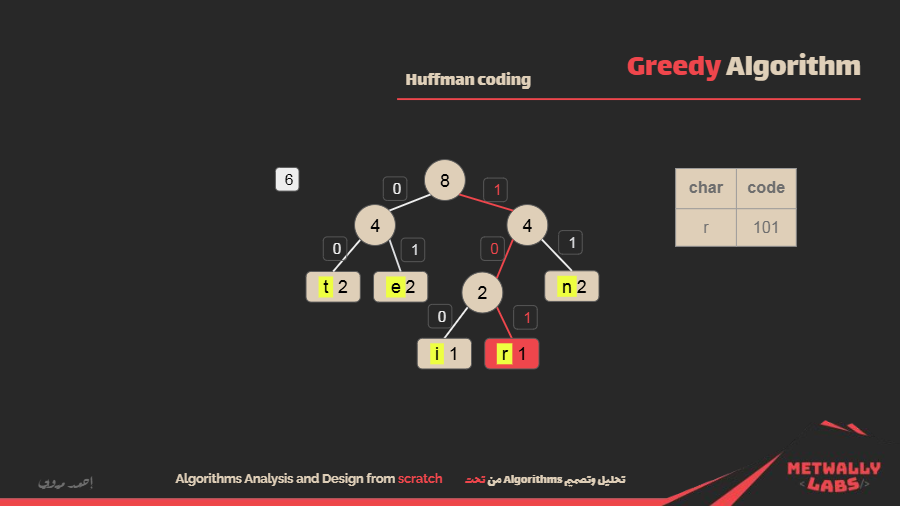 Greedy Algorithm
Huffman coding
6
8
0
1
4
4
0
1
0
1
t 2
e 2
2
n 2
0
1
i 1
r 1
char code
r 101
Algorithms Analysis and Design from scratch
تحليل وتصميم Algorithms من تحت
METWALLY
<LABS/>